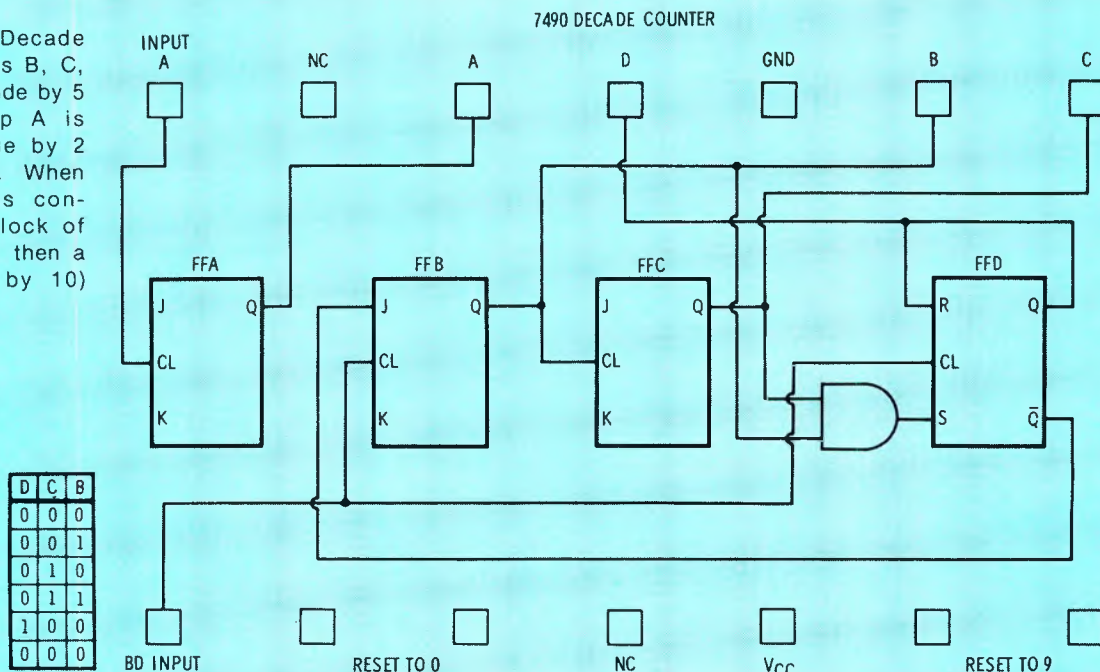 7490 DECADE COUNTER
Decade
s B, C,
de by 5
p A is
e by 2
. When
s con-
lock of
then a
by 10)
INPUT
A
NC
A
D
GND
B
C
FFA
J
Q
CL
K
FFB
J
Q
CL
K
FFC
J
Q
CL
K
FFD
R
Q
CL
S
Q̅
D C B
0 0 0
0 0 1
0 1 0
0 1 1
1 0 0
0 0 0
BD INPUT
RESET TO 0
NC
VCC
RESET TO 9